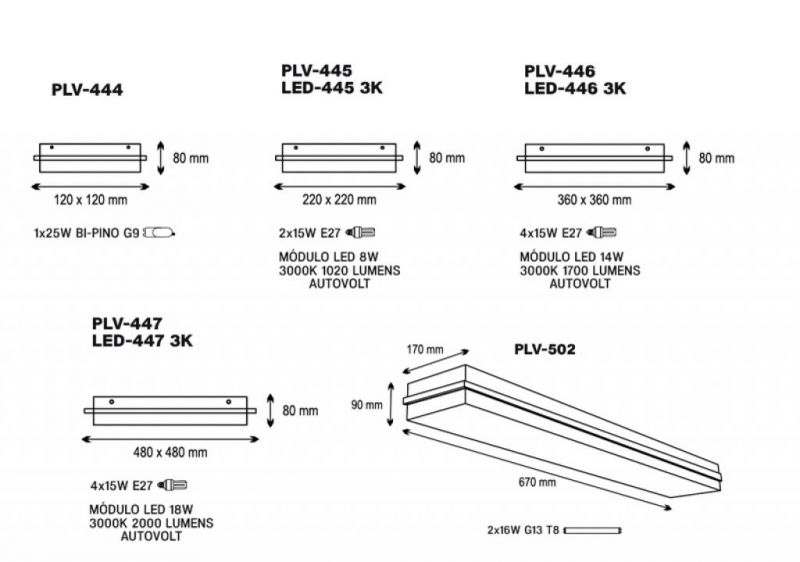 PLV-444
80 mm
120 x 120 mm
1x25W BI-PINO G9
PLV-445
LED-445 3K
80 mm
220 x 220 mm
2x15W E27
MÓDULO LED 8W
3000K 1020 LUMENS
AUTOVOLT
PLV-446
LED-446 3K
80 mm
360 x 360 mm
4x15W E27
MÓDULO LED 14W
3000K 1700 LUMENS
AUTOVOLT
PLV-447
LED-447 3K
80 mm
480 x 480 mm
4x15W E27
MÓDULO LED 18W
3000K 2000 LUMENS
AUTOVOLT
PLV-502
170 mm
90 mm
670 mm
2x16W G13 T8